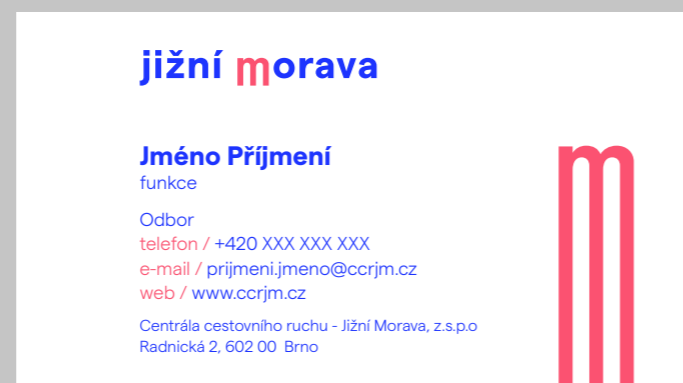 jižní morava
Jméno Příjmení
funkce
Odbor
telefon / +420 XXX XXX XXX
e-mail / prijmeni.jmeno@ccrjm.cz
web / www.ccrjm.cz
Centrála cestovního ruchu - Jižní Morava, z.s.p.o
Radnická 2, 602 00 Brno
m